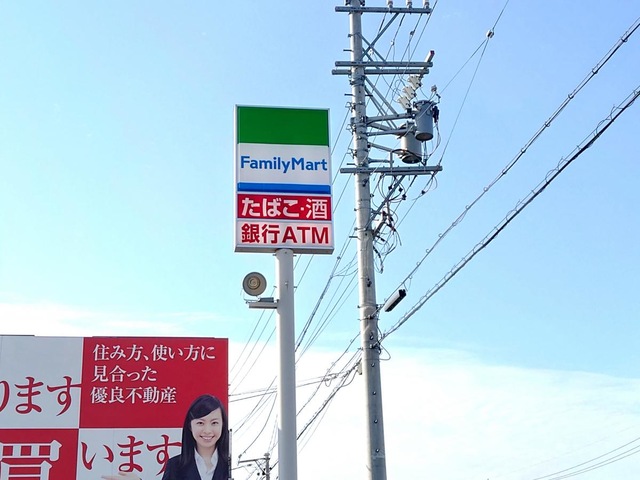 FamilyMart
たばこ・酒
銀行ATM
住み方、使い方に
見合った
優良不動産
ります
買
います